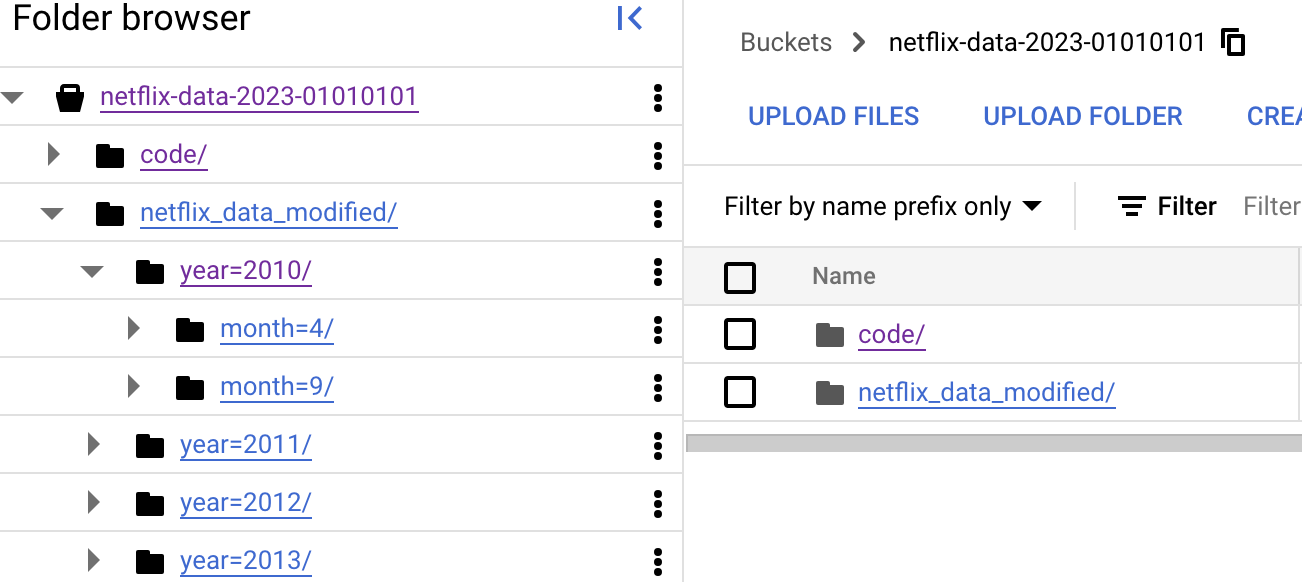 Folder browser
netflix-data-2023-01010101
code/
netflix_data_modified/
year=2010/
month=4/
month=9/
year=2011/
year=2012/
year=2013/
Buckets > netflix-data-2023-01010101
UPLOAD FILES UPLOAD FOLDER CREA
Filter by name prefix only Filter Filter
Name
code/
netflix_data_modified/